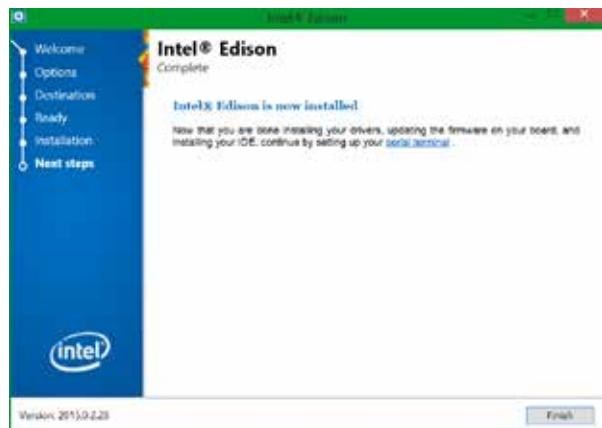 Intel® Edison
Welcome
Options
Destination
Ready
Installation
Next steps
Intel® Edison
Complete
Intel® Edison is now installed
Now that you are done installing your drivers, updating the firmware on your board, and
installing your IDE, continue by setting up your serial terminal .
intel
Version: 2015.0.2.28
Finish